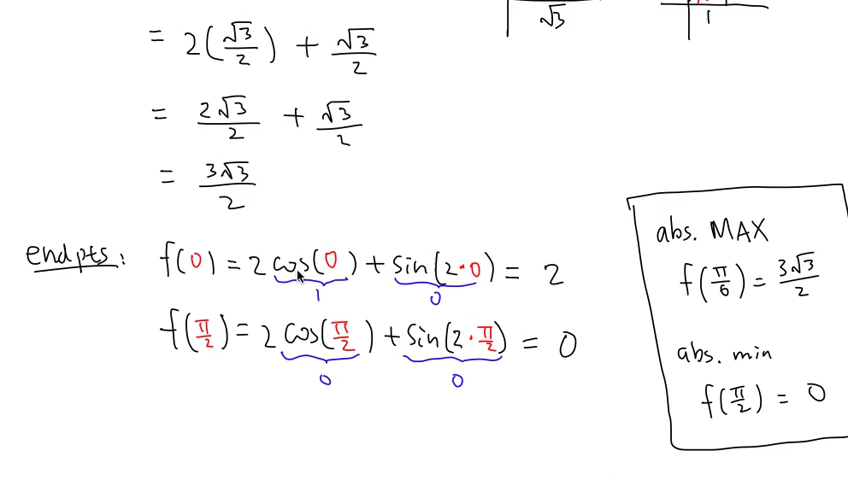 √3
1
= 2(√3/2) + √3/2
= 2√3/2 + √3/2
= 3√3/2
endpts: f(0) = 2 cos(0) + sin(2·0) = 2
1 0
f(π/2) = 2 cos(π/2) + sin(2·π/2) = 0
0 0
abs. MAX
f(π/6) = 3√3/2
abs. min
f(π/2) = 0